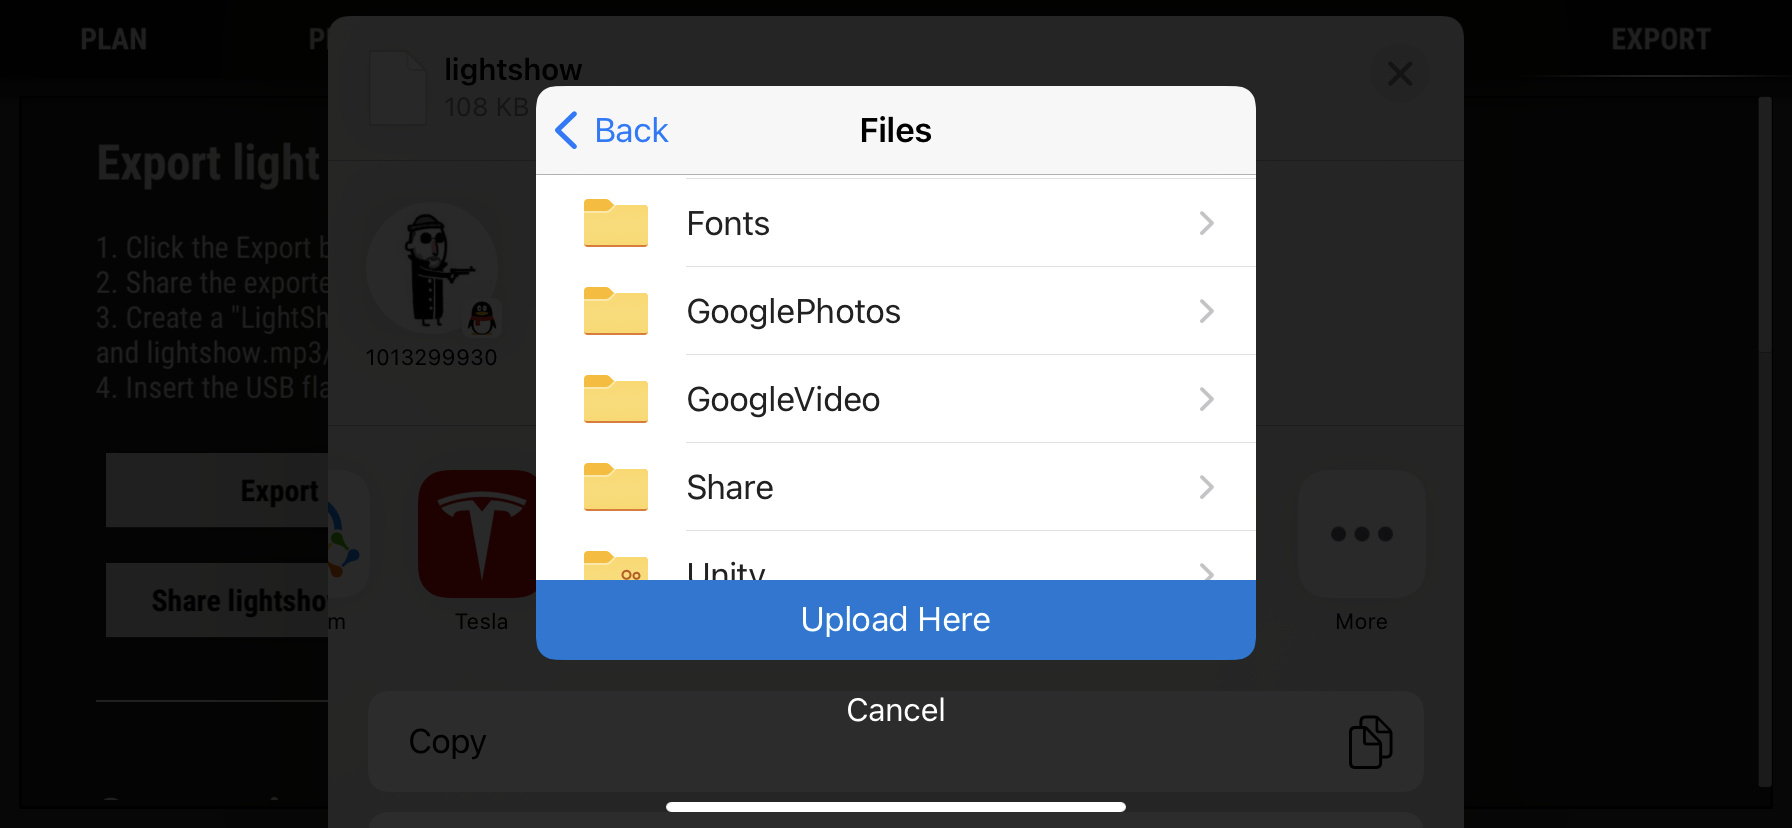 PLAN
EXPORT
lightshow
108 KB
Back
Files
Export light
1. Click the Export
2. Share the exporte
3. Create a "LightSh
and lightshow.mp3/
4. Insert the USB fla
1013299930
Fonts
GooglePhotos
GoogleVideo
Share
Unity
Export
Share lightsho
m
Tesla
More
Upload Here
Cancel
Copy